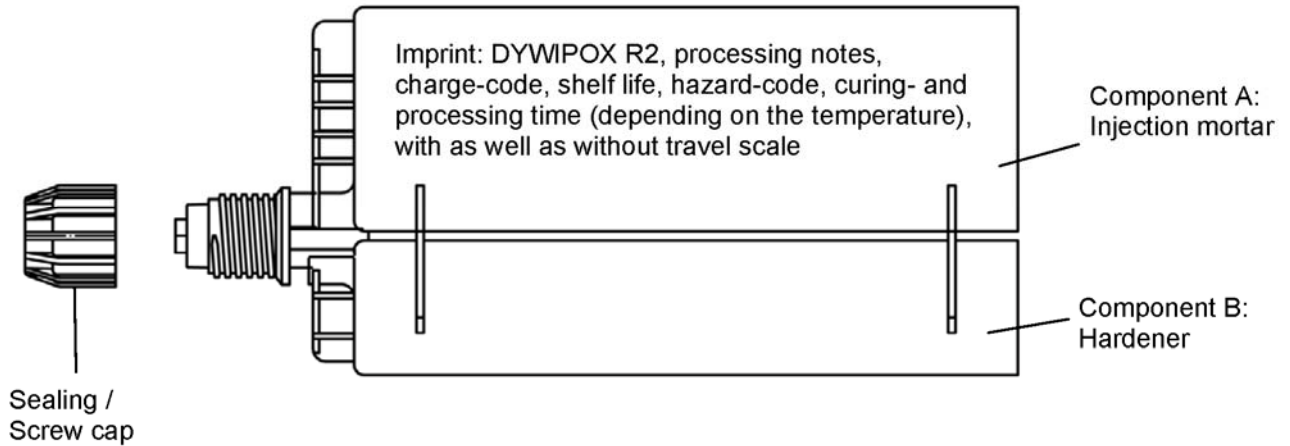 Imprint: DYWIPOX R2, processing notes,
charge-code, shelf life, hazard-code, curing- and
processing time (depending on the temperature),
with as well as without travel scale
Component A:
Injection mortar
Component B:
Hardener
Sealing /
Screw cap